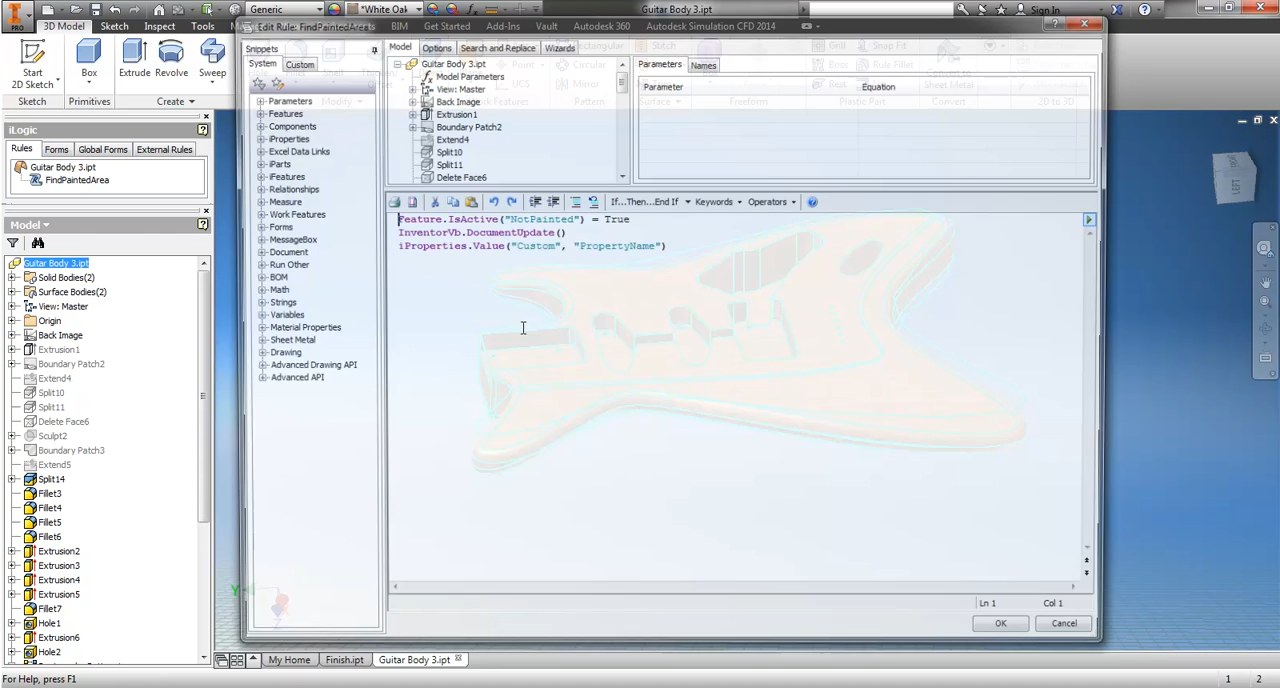 Generic
*White Oak
Guitar Body 3.ipt
Sign In
PRO
3D Model
Sketch
Inspect
Tools
Edit Rule: FindPaintedAreas
BIM
Get Started
Add-Ins
Vault
Autodesk 360
Autodesk Simulation CFD 2014
Start
2D Sketch
Box
Extrude
Revolve
Sweep
Sketch
Primitives
Create
Snippets
System
Custom
Model
Options
Search and Replace
Wizards
Guitar Body 3.ipt
Model Parameters
View: Master
Back Image
Extrusion1
Boundary Patch2
Extend4
Split10
Split11
Delete Face6
Parameters
Names
Parameter
Equation
Parameters
Features
Components
iProperties
Excel Data Links
iParts
iFeatures
Relationships
Measure
Work Features
Forms
MessageBox
Document
Run Other
BOM
Math
Strings
Variables
Material Properties
Sheet Metal
Drawing
Advanced Drawing API
Advanced API
If...Then...End If
Keywords
Operators
Feature.IsActive("NotPainted") = True
InventorVb.DocumentUpdate()
iProperties.Value("Custom", "PropertyName")
Ln 1
Col 1
OK
Cancel
iLogic
Rules
Forms
Global Forms
External Rules
Guitar Body 3.ipt
FindPaintedArea
Model
Guitar Body 3.ipt
Solid Bodies(2)
Surface Bodies(2)
View: Master
Origin
Back Image
Extrusion1
Boundary Patch2
Extend4
Split10
Split11
Delete Face6
Sculpt2
Boundary Patch3
Extend5
Split14
Fillet3
Fillet4
Fillet5
Fillet6
Extrusion2
Extrusion3
Extrusion4
Extrusion5
Fillet7
Hole1
Extrusion6
Hole2
LEFT
My Home
Finish.ipt
Guitar Body 3.ipt
For Help, press F1
1
2